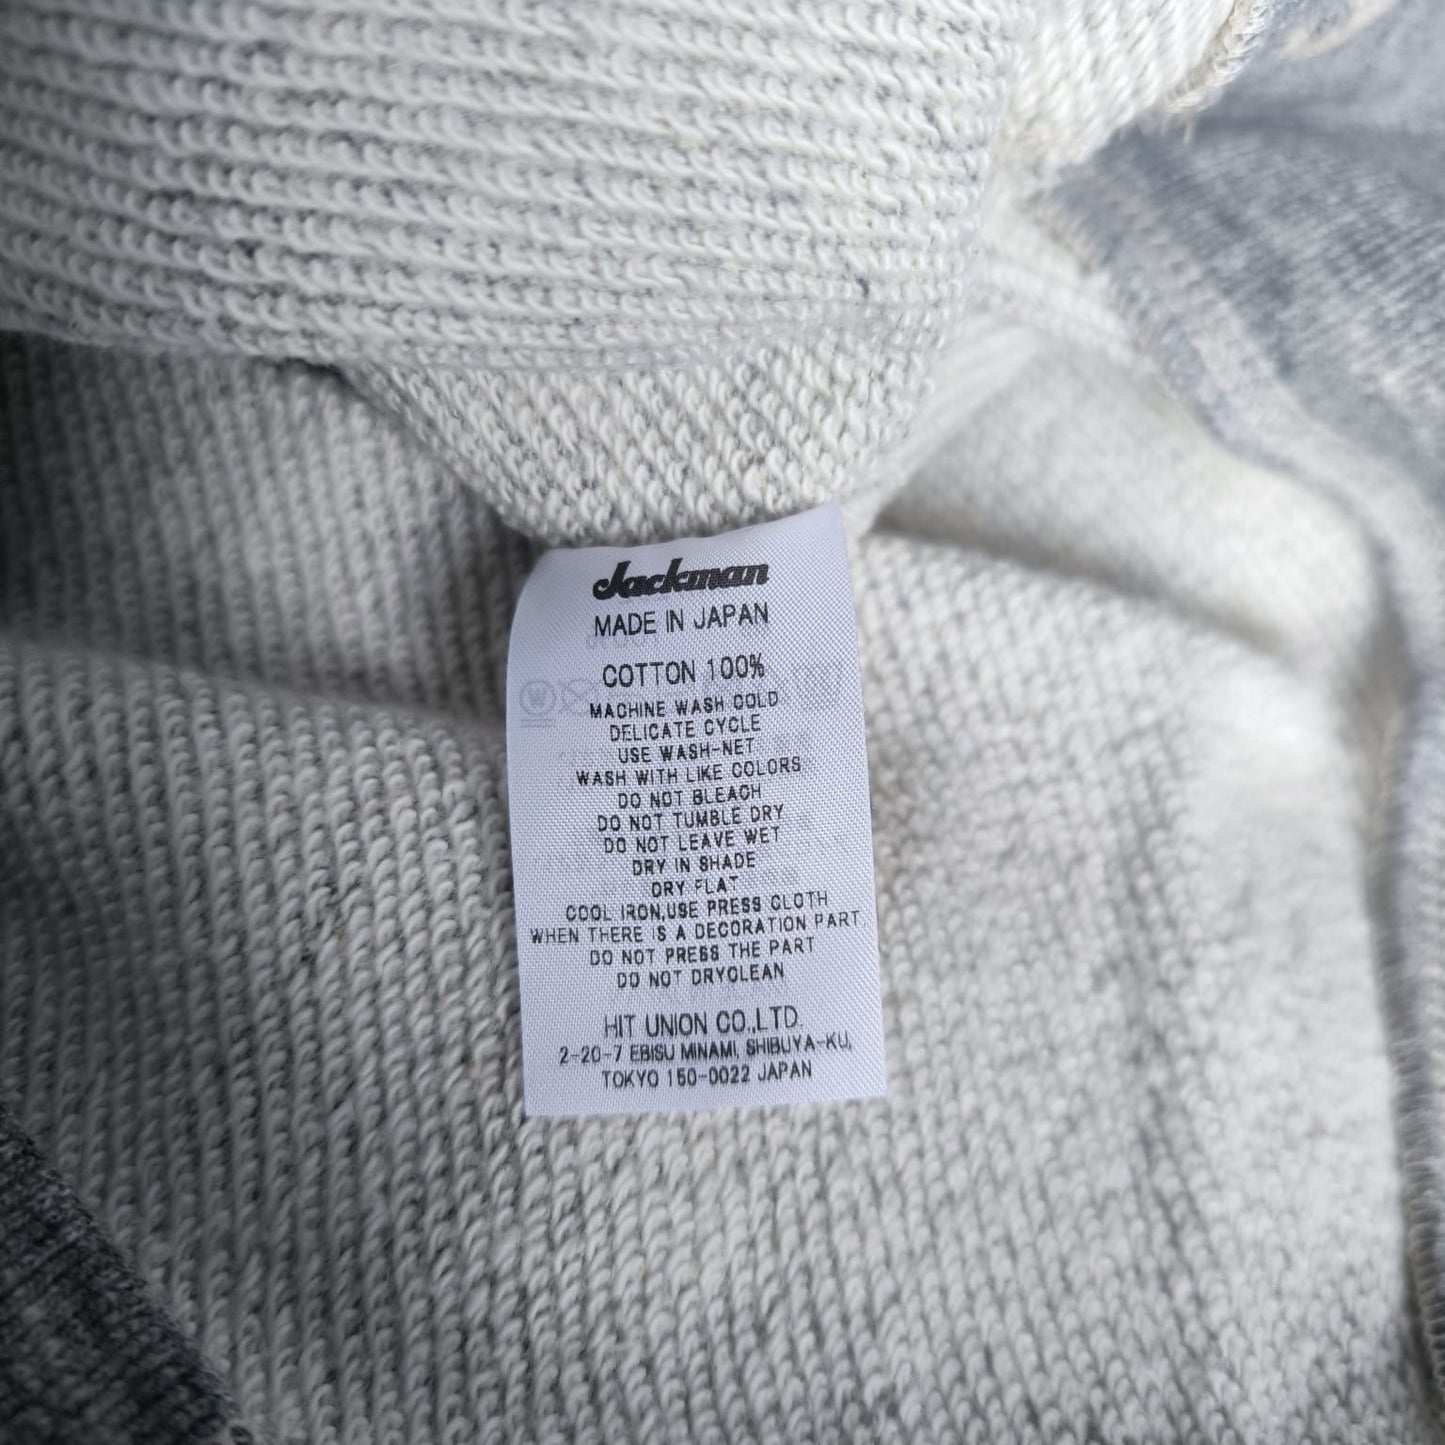 Jackman
MADE IN JAPAN
COTTON 100%
MACHINE WASH COLD
DELICATE CYCLE
USE WASH-NET
WASH WITH LIKE COLORS
DO NOT BLEACH
DO NOT TUMBLE DRY
DO NOT LEAVE WET
DRY IN SHADE
DRY FLAT
COOL IRON,USE PRESS CLOTH
WHEN THERE IS A DECORATION PART.
DO NOT PRESS THE PART
DO NOT DRYCLEAN
HIT UNION CO.,LTD.
2-20-7 EBISU MINAMI, SHIBUYA-KU,
TOKYO 150-0022 JAPAN